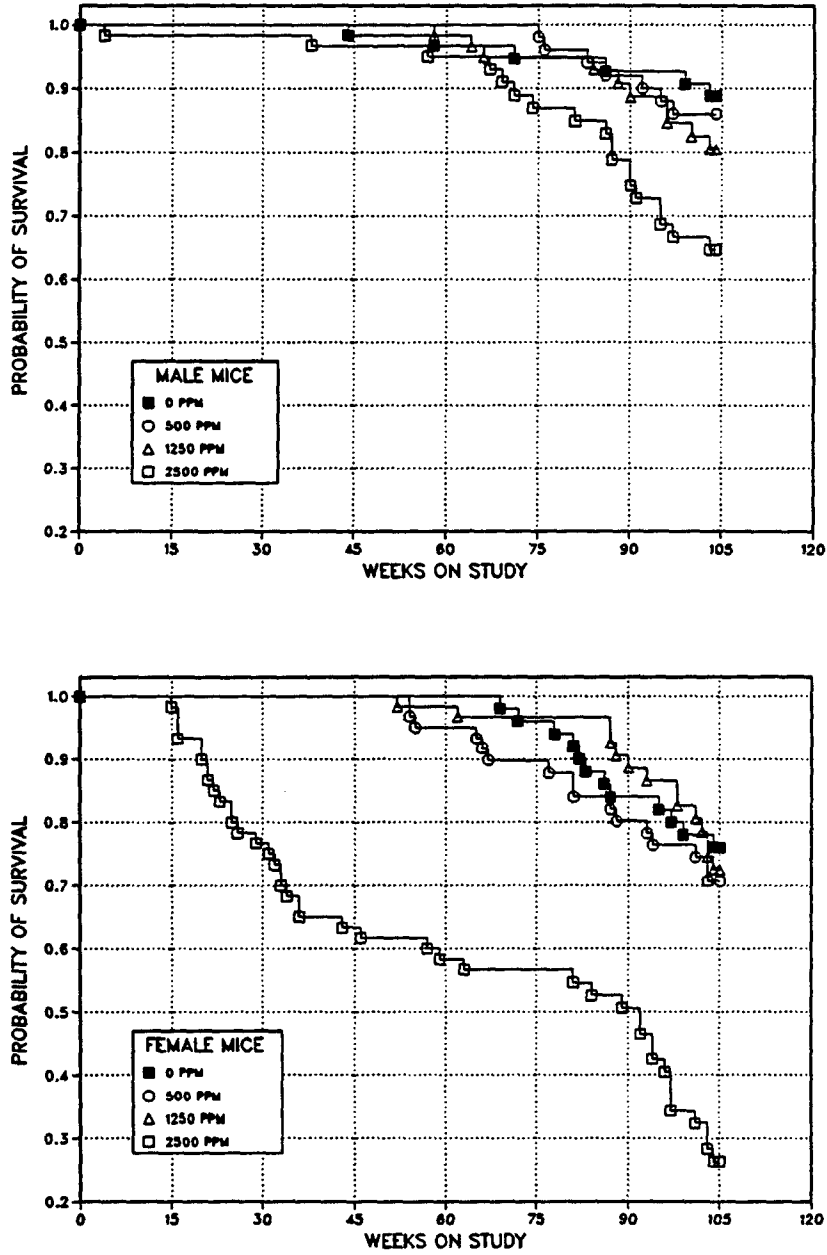 PROBABILITY OF SURVIVAL
1.0
0.9
0.8
0.7
0.6
0.5
0.4
0.3
0.2
MALE MICE
0 PPM
500 PPM
1250 PPM
2500 PPM
0 15 30 45 60 75 90 105 120
WEEKS ON STUDY
PROBABILITY OF SURVIVAL
1.0
0.9
0.8
0.7
0.6
0.5
0.4
0.3
0.2
FEMALE MICE
0 PPM
500 PPM
1250 PPM
2500 PPM
0 15 30 45 60 75 90 105 120
WEEKS ON STUDY